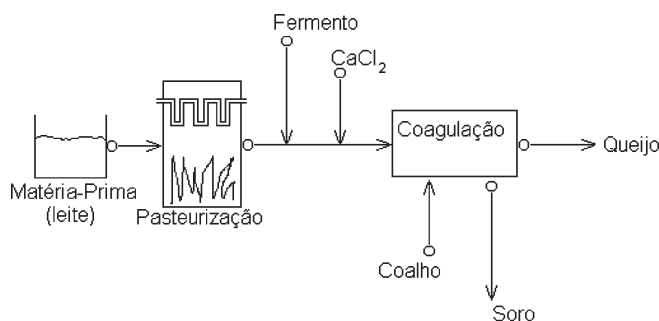 Fermento
CaCl₂
Coagulação
Queijo
Matéria-Prima
(leite)
Pasteurização
Coalho
Soro